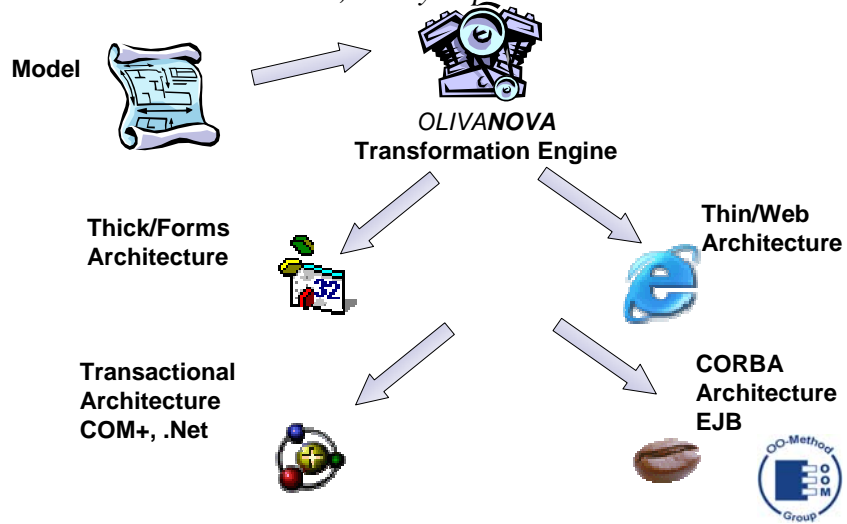 Model
OLIVANOVA
Transformation Engine
Thick/Forms
Architecture
Thin/Web
Architecture
32
Transactional
Architecture
COM+, .Net
CORBA
Architecture
EJB
OO-Method
OOM
Group